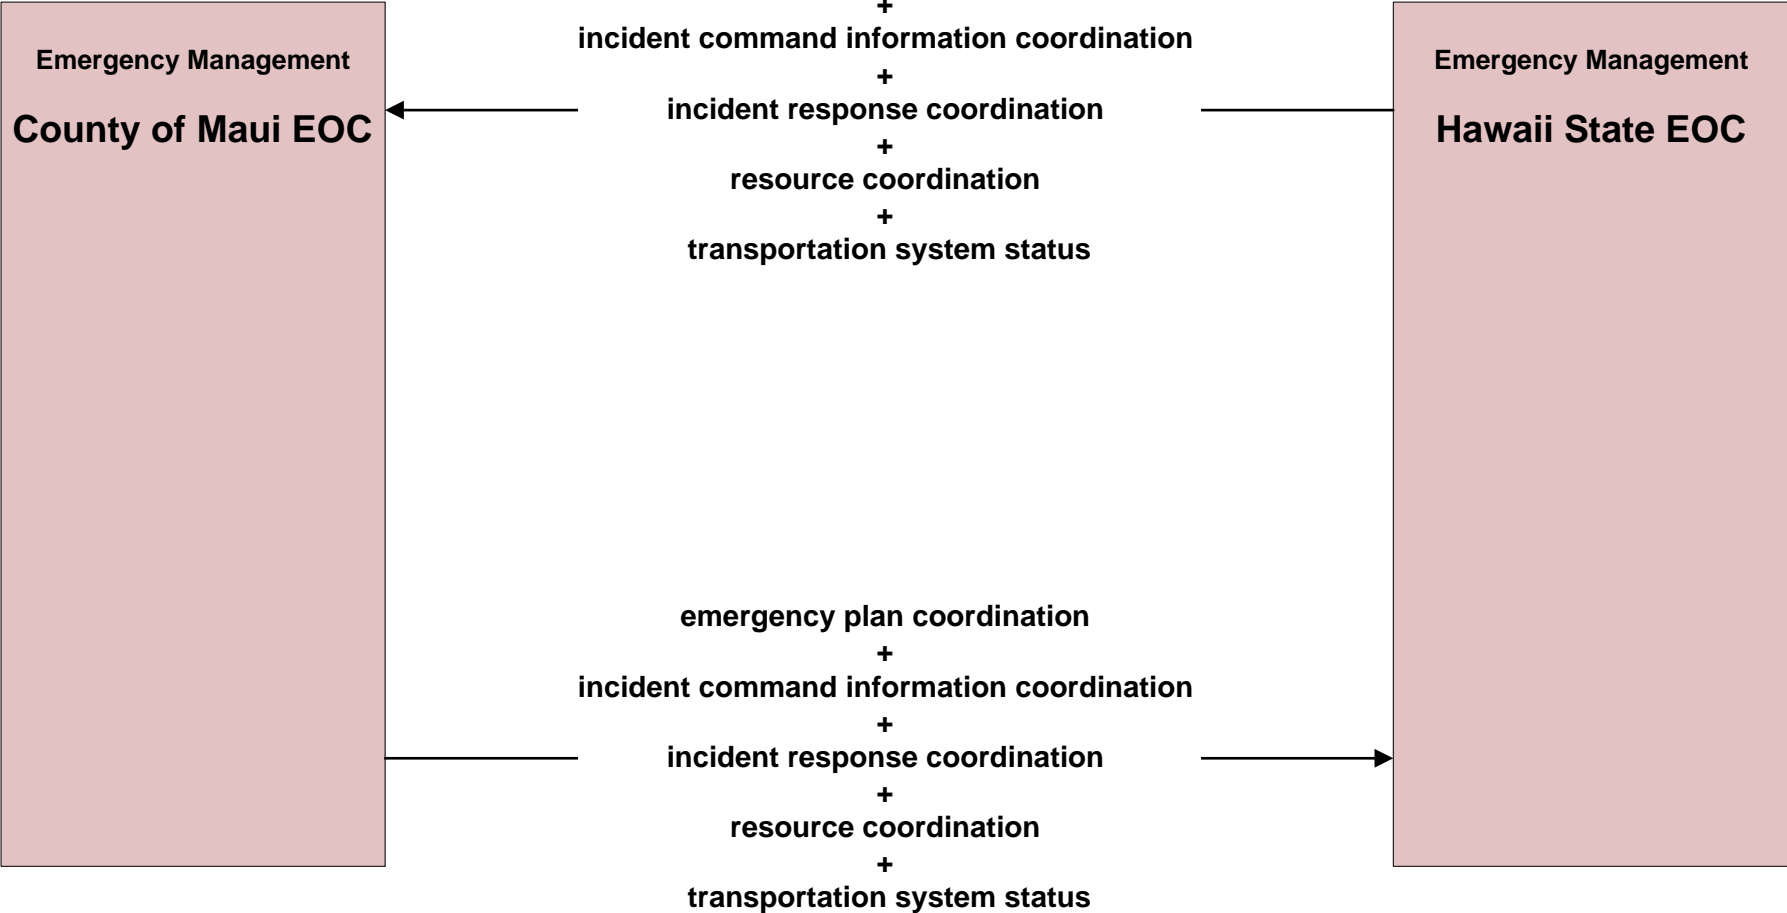 +
incident command information coordination
Emergency Management
Emergency Management
+
incident response coordination
County of Maui EOC
Hawaii State EOC
+
resource coordination
+
transportation system status
emergency plan coordination
+
incident command information coordination
+
incident response coordination
+
resource coordination
+
transportation system status